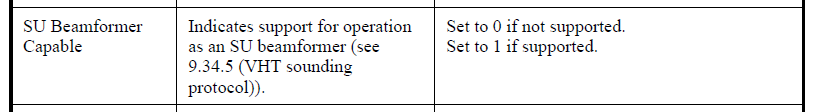 SU Beamformer
Capable
Indicates support for operation
as an SU beamformer (see
9.34.5 (VHT sounding
protocol)).
Set to 0 if not supported.
Set to 1 if supported.